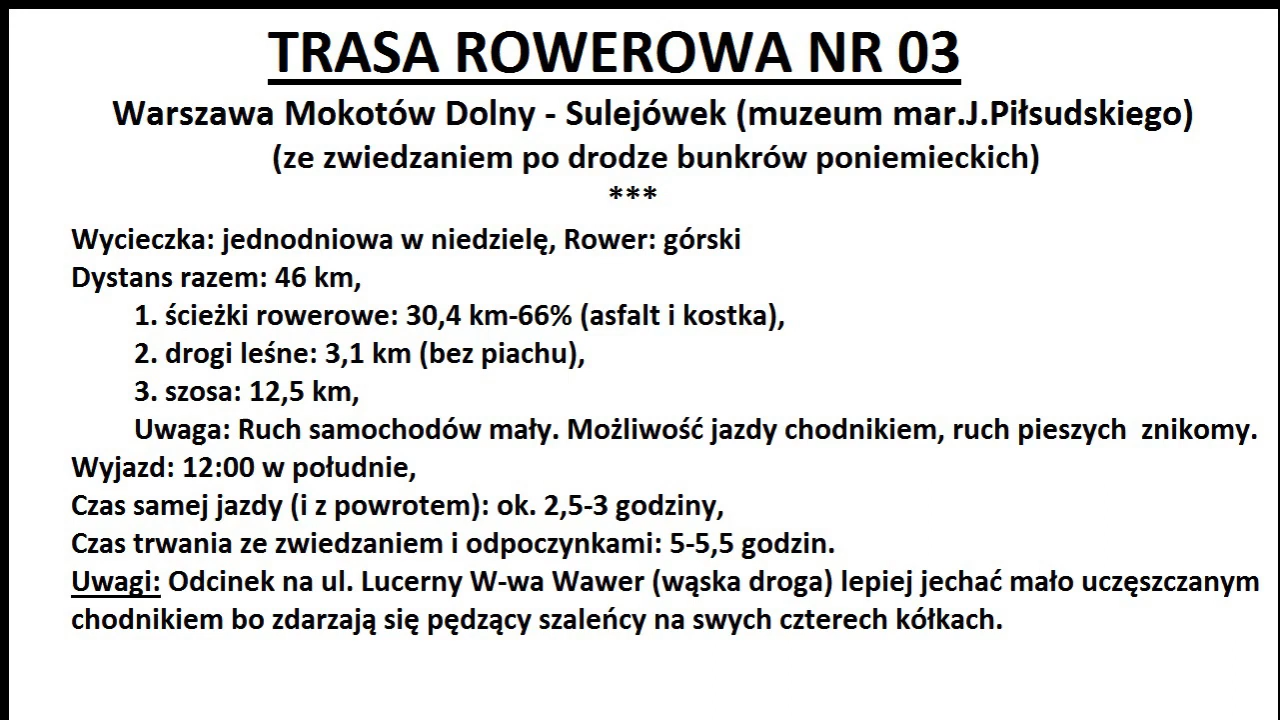 TRASA ROWEROWA NR 03
Warszawa Mokotów Dolny - Sulejówek (muzeum mar.J.Piłsudskiego)
(ze zwiedzaniem po drodze bunkrów poniemieckich)
***
Wycieczka: jednodniowa w niedzielę, Rower: górski
Dystans razem: 46 km,
1. ścieżki rowerowe: 30,4 km-66% (asfalt i kostka),
2. drogi leśne: 3,1 km (bez piachu),
3. szosa: 12,5 km,
Uwaga: Ruch samochodów mały. Możliwość jazdy chodnikiem, ruch pieszych  znikomy.
Wyjazd: 12:00 w południe,
Czas samej jazdy (i z powrotem): ok. 2,5-3 godziny,
Czas trwania ze zwiedzaniem i odpoczynkami: 5-5,5 godzin.
Uwagi: Odcinek na ul. Lucerny W-wa Wawer (wąska droga) lepiej jechać mało uczęszczanym
chodnikiem bo zdarzają się pędzący szaleńcy na swych czterech kółkach.